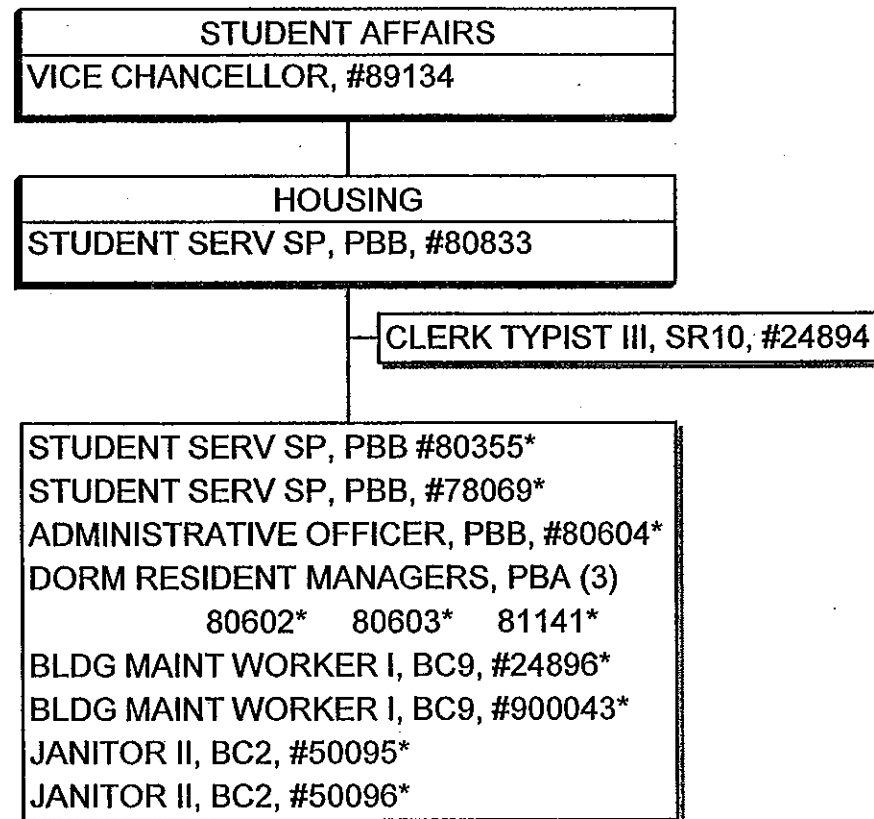 STUDENT AFFAIRS
VICE CHANCELLOR, #89134
HOUSING
STUDENT SERV SP, PBB, #80833
CLERK TYPIST III, SR10, #24894
STUDENT SERV SP, PBB #80355*
STUDENT SERV SP, PBB, #78069*
ADMINISTRATIVE OFFICER, PBB, #80604*
DORM RESIDENT MANAGERS, PBA (3)
80602* 80603* 81141*
BLDG MAINT WORKER I, BC9, #24896*
BLDG MAINT WORKER I, BC9, #900043*
JANITOR II, BC2, #50095*
JANITOR II, BC2, #50096*